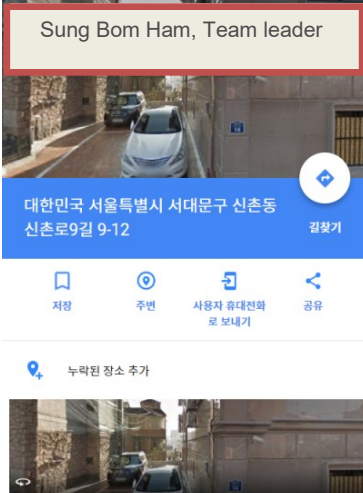 Sung Bom Ham, Team leader
대한민국 서울특별시 서대문구 신촌동
신촌로9길 9-12
길찾기
저장
주변
사용자 휴대전화
로 보내기
공유
누락된 장소 추가